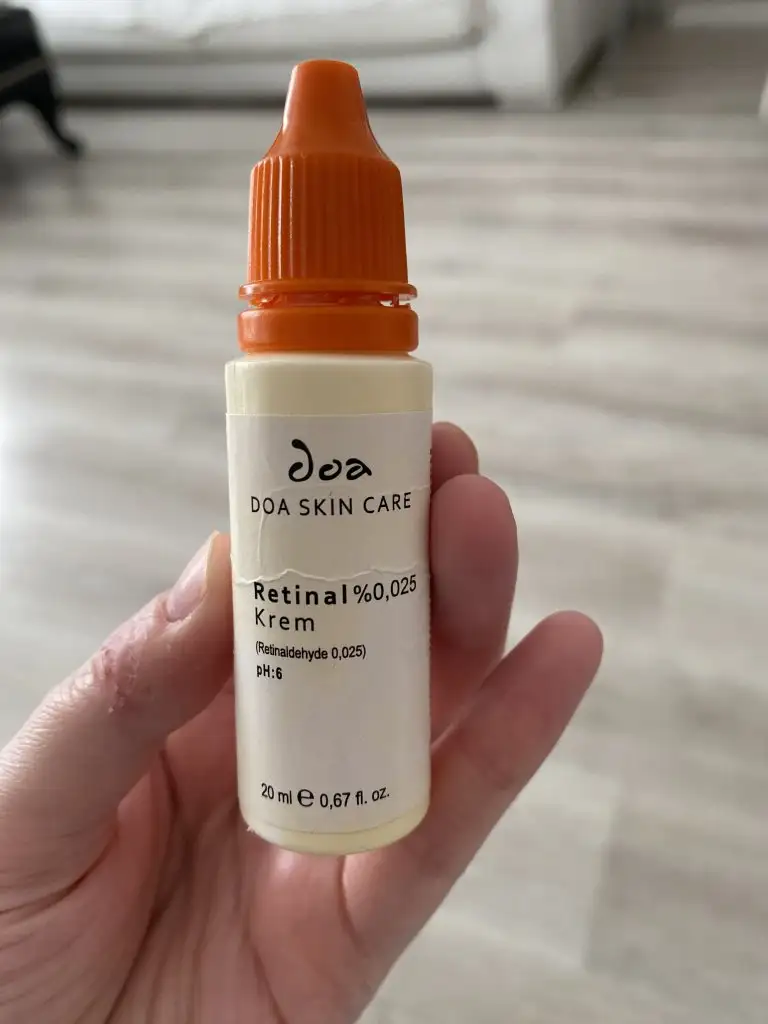 doa
DOA SKIN CARE
Retinal %0,025
Krem
(Retinaldehyde 0,025)
pH:6
20 ml ℮ 0,67 fl. oz.